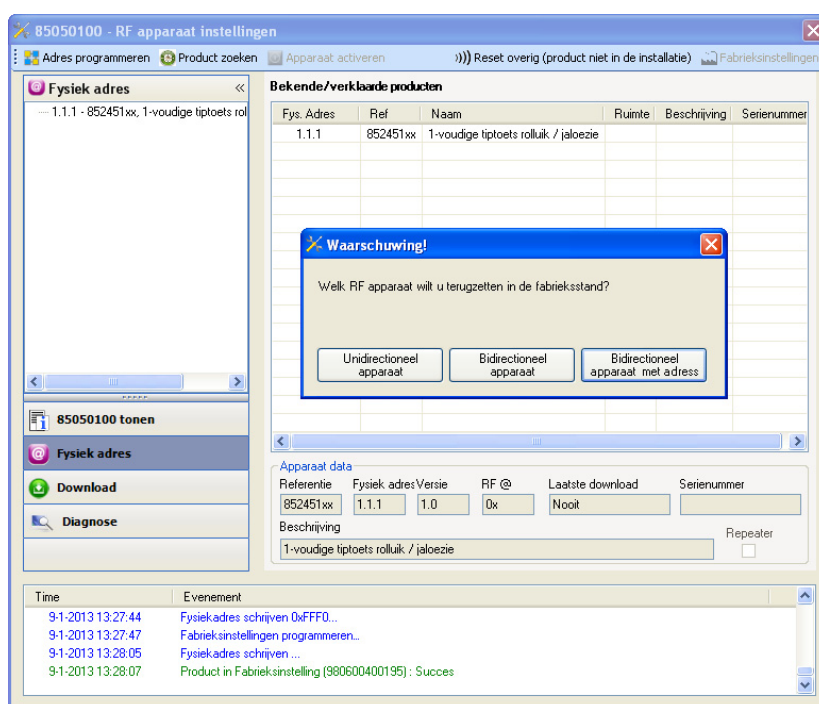 85050100 - RF apparaat instellingen
Adres programmeren Product zoeken Apparaat activeren Reset overig (product niet in de installatie) Fabrieksinstellingen
Fysiek adres
1.1.1 - 852451xx, 1-voudige tiptoets rol
85050100 tonen
Fysiek adres
Download
Diagnose
Bekende/verklaarde producten
Fys. Adres Ref Naam Ruimte Beschrijving Serienummer
1.1.1 852451xx 1-voudige tiptoets rolluik / jaloezie
Waarschuwing!
Welk RF apparaat wilt u terugzetten in de fabrieksstand?
Unidirectioneel
apparaat
Bidirectioneel
apparaat
Bidirectioneel
apparaat met adress
Apparaat data
Referentie Fysiek adres Versie RF @ Laatste download Serienummer
852451xx 1.1.1 1.0 0x Nooit
Beschrijving
Repeater
1-voudige tiptoets rolluik / jaloezie
Time Evenement
9-1-2013 13:27:44 Fysiekadres schrijven 0xFFF0...
9-1-2013 13:27:47 Fabrieksinstellingen programmeren...
9-1-2013 13:28:05 Fysiekadres schrijven ...
9-1-2013 13:28:07 Product in Fabrieksinstelling (980600400195) : Succes